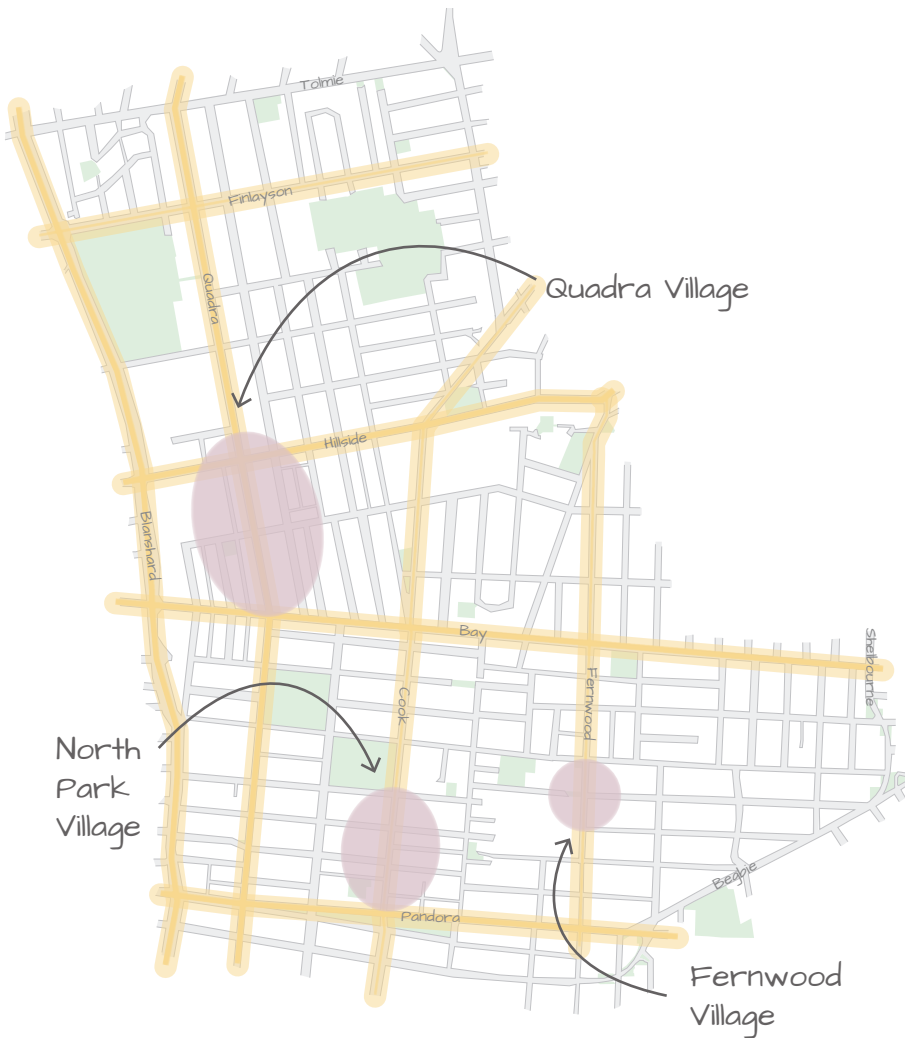 Tolmie
Finlayson
Quadra
Quadra Village
Hillside
Blanshard
Bay
Shelbourne
Fernwood
Cook
North
Park
Village
Begbie
Pandora
Fernwood
Village